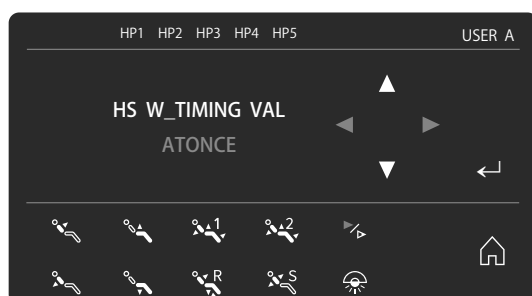 HP1 HP2 HP3 HP4 HP5 USER A
HS W_TIMING VAL
ATONCE
1 2
R S